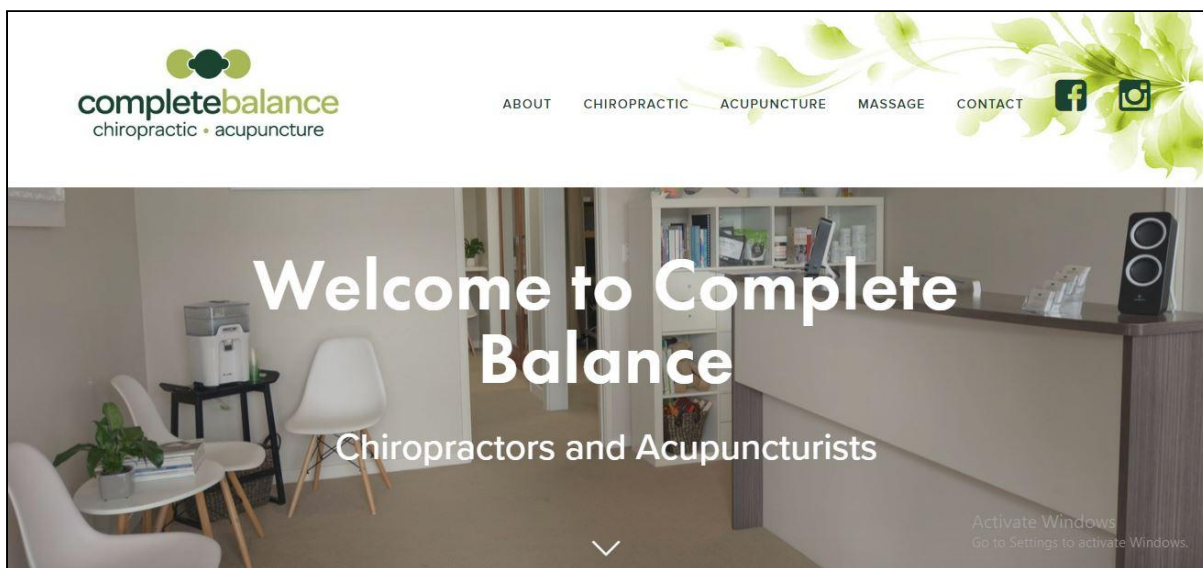 completebalance
chiropractic • acupuncture
ABOUT CHIROPRACTIC ACUPUNCTURE MASSAGE CONTACT
Welcome to Complete
Balance
Chiropractors and Acupuncturists
Activate Windows
Go to Settings to activate Windows.